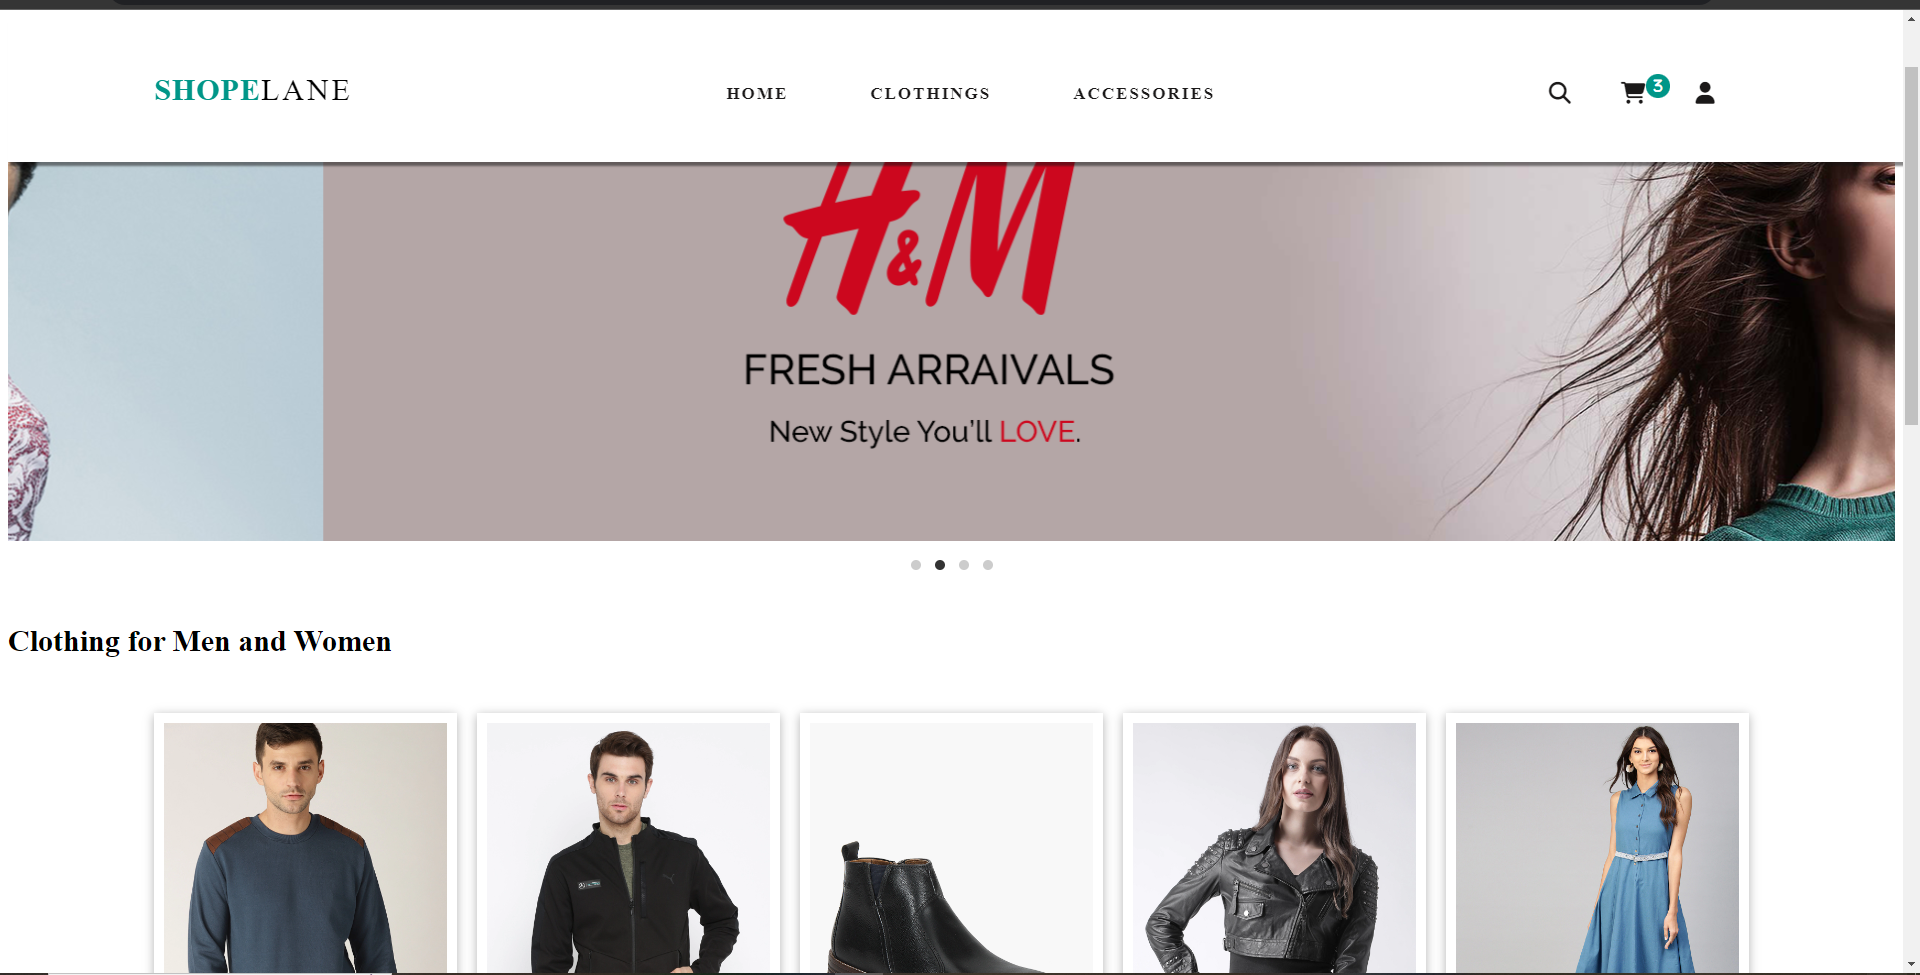 SHOPELANE
HOME CLOTHINGS ACCESSORIES
3
H&M
FRESH ARRAIVALS
New Style You'll LOVE.
Clothing for Men and Women